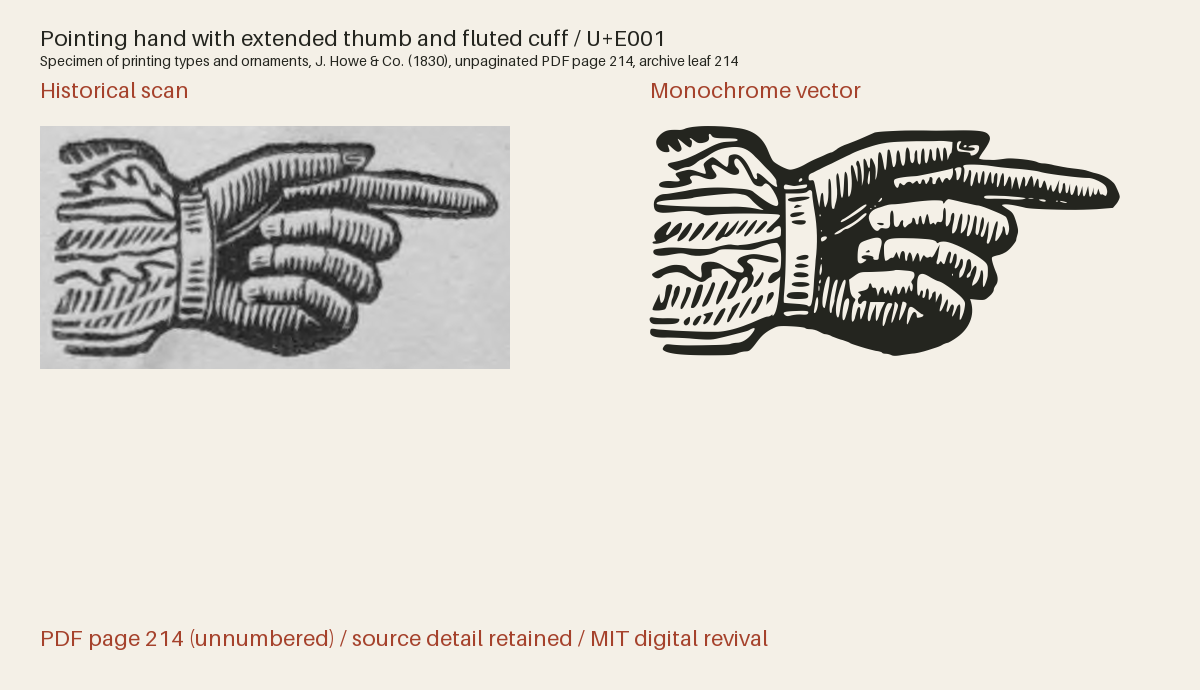 Pointing hand with extended thumb and fluted cuff / U+E001
Specimen of printing types and ornaments, J. Howe & Co. (1830), unpaginated PDF page 214, archive leaf 214
Historical scan
Monochrome vector
PDF page 214 (unnumbered) / source detail retained / MIT digital revival